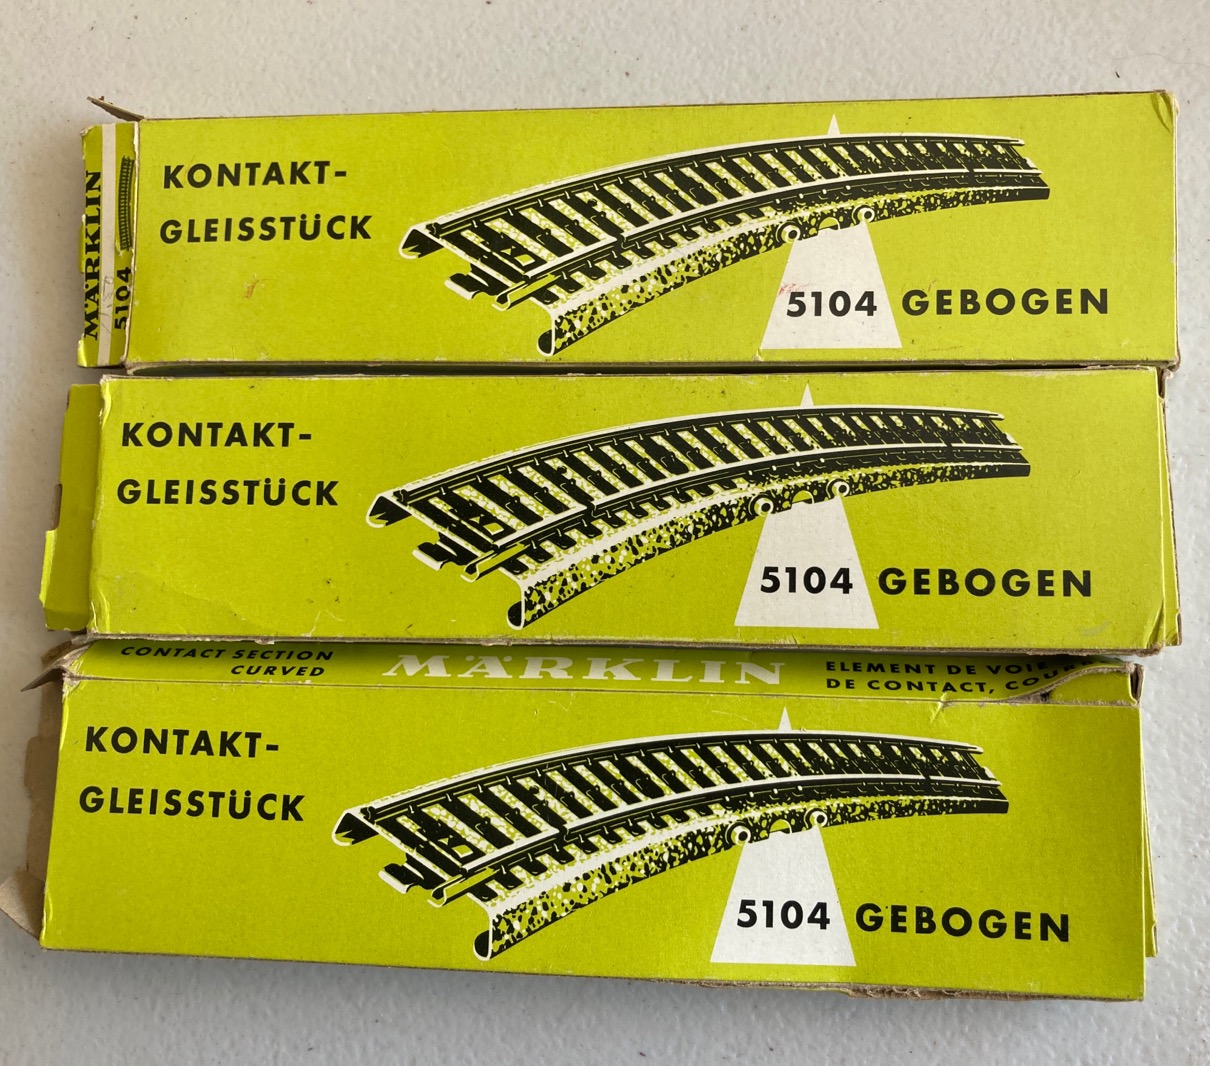 MÄRKLIN
5104
KONTAKT-
GLEISSTÜCK
5104 GEBOGEN
KONTAKT-
GLEISSTÜCK
5104 GEBOGEN
CONTACT SECTION
CURVED
MÄRKLIN
ELEMENT DE VOIE
DE CONTACT,
KONTAKT-
GLEISSTÜCK
5104 GEBOGEN